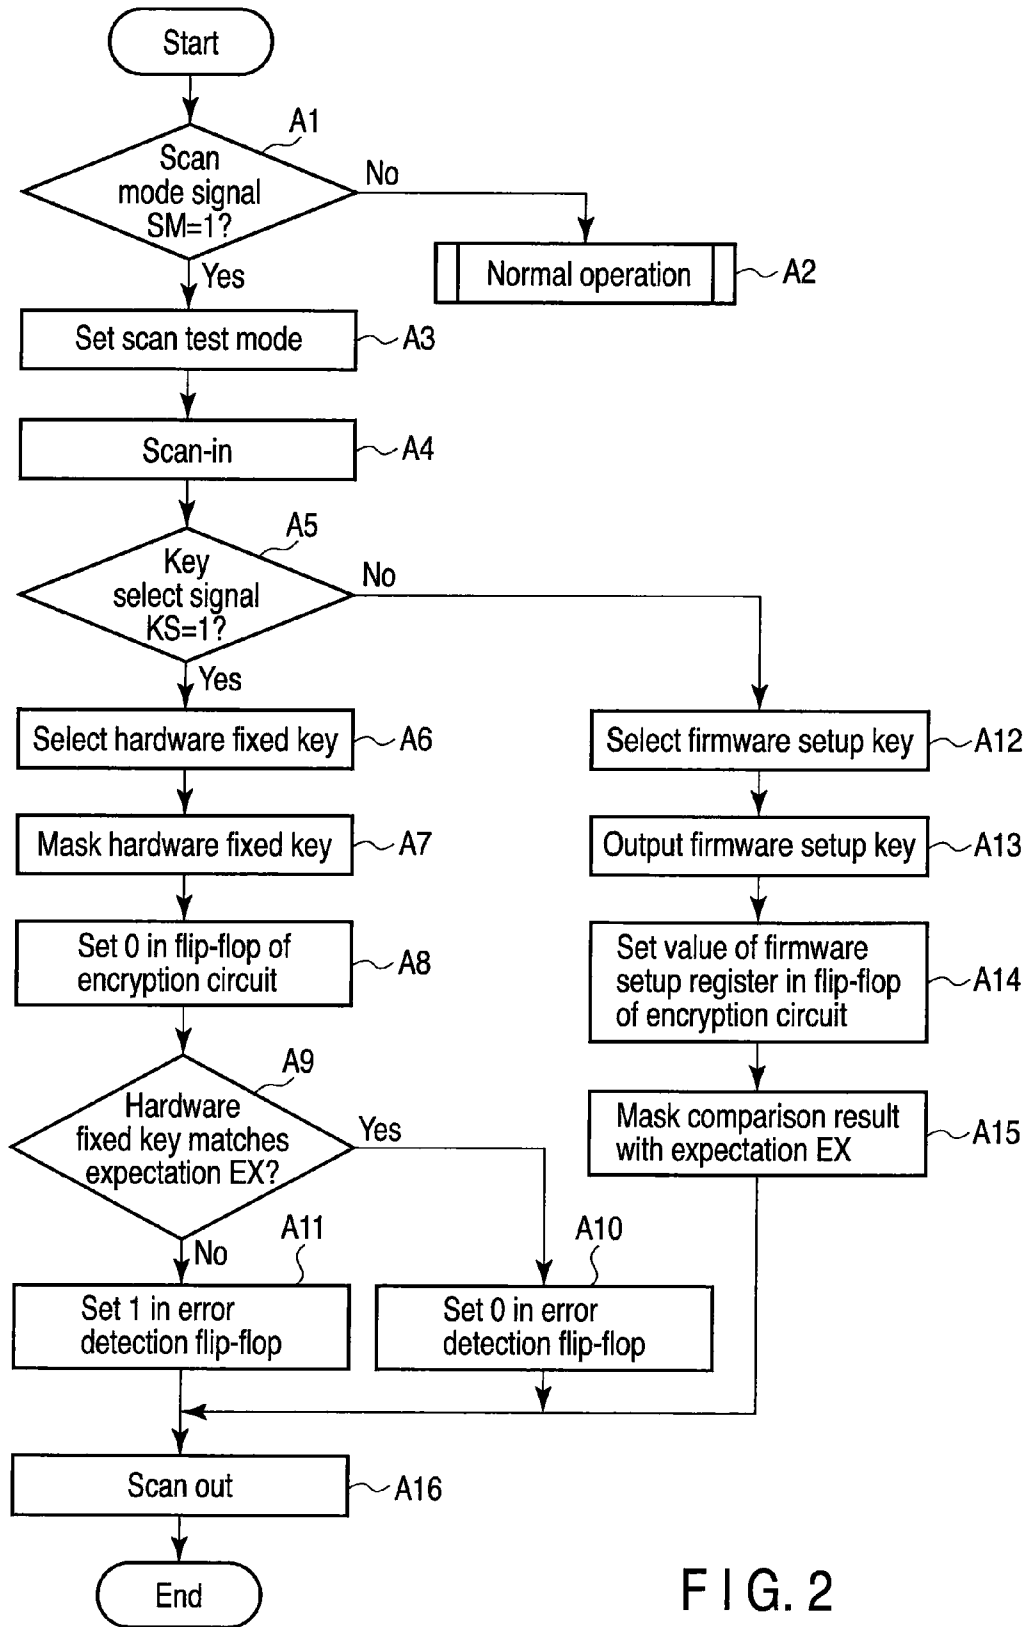 Start
A1
Scan
mode signal
SM=1?
No
Yes
Normal operation
A2
Set scan test mode
A3
Scan-in
A4
A5
Key
select signal
KS=1?
No
Yes
Select hardware fixed key
A6
Select firmware setup key
A12
Mask hardware fixed key
A7
Output firmware setup key
A13
Set 0 in flip-flop of
encryption circuit
A8
Set value of firmware
setup register in flip-flop
of encryption circuit
A14
A9
Hardware
fixed key matches
expectation EX?
Yes
No
Mask comparison result
with expectation EX
A15
A11
Set 1 in error
detection flip-flop
A10
Set 0 in error
detection flip-flop
Scan out
A16
End
FIG. 2